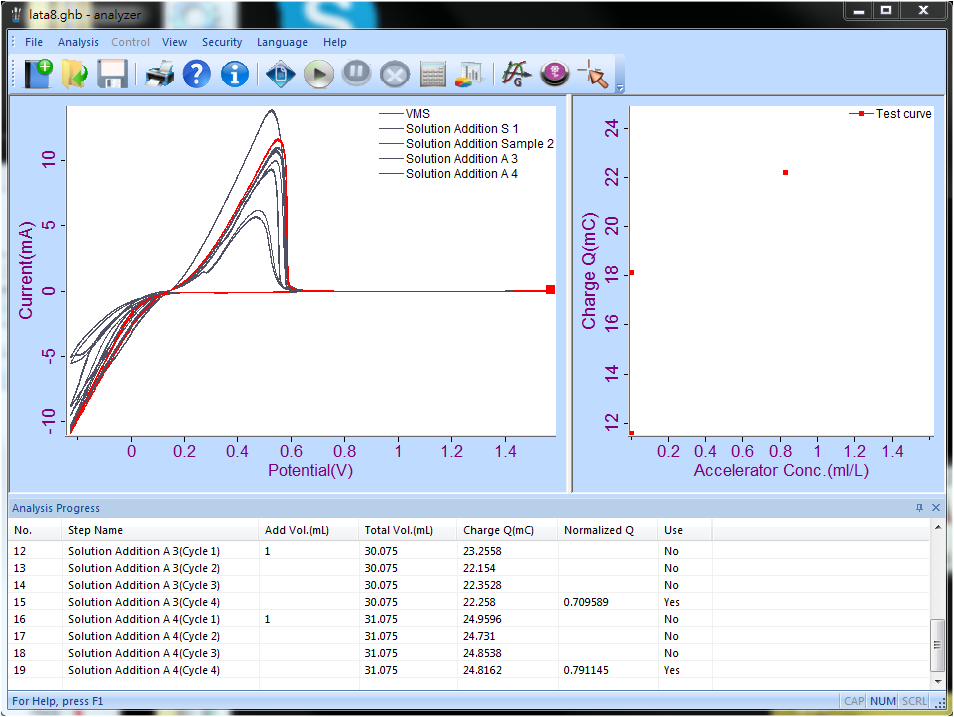 lata8.ghb - analyzer
File Analysis Control View Security Language Help
VMS
Solution Addition S 1
Solution Addition Sample 2
Solution Addition A 3
Solution Addition A 4
Current(mA)
10
5
0
-5
-10
0 0.2 0.4 0.6 0.8 1 1.2 1.4
Potential(V)
Test curve
Charge Q(mC)
24
22
20
18
16
14
12
0.2 0.4 0.6 0.8 1 1.2 1.4
Accelerator Conc.(ml/L)
Analysis Progress
No. Step Name Add Vol.(mL) Total Vol.(mL) Charge Q(mC) Normalized Q Use
12 Solution Addition A 3(Cycle 1) 1 30.075 23.2558 No
13 Solution Addition A 3(Cycle 2) 30.075 22.154 No
14 Solution Addition A 3(Cycle 3) 30.075 22.3528 No
15 Solution Addition A 3(Cycle 4) 30.075 22.258 0.709589 Yes
16 Solution Addition A 4(Cycle 1) 1 31.075 24.9596 No
17 Solution Addition A 4(Cycle 2) 31.075 24.731 No
18 Solution Addition A 4(Cycle 3) 31.075 24.8538 No
19 Solution Addition A 4(Cycle 4) 31.075 24.8162 0.791145 Yes
For Help, press F1 CAP NUM SCRL